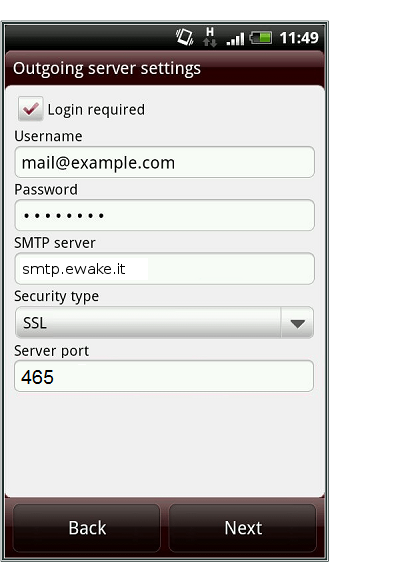 H
11:49
Outgoing server settings
Login required
Username
mail@example.com
Password
••••••••
SMTP server
smtp.ewake.it
Security type
SSL
Server port
465
Back
Next